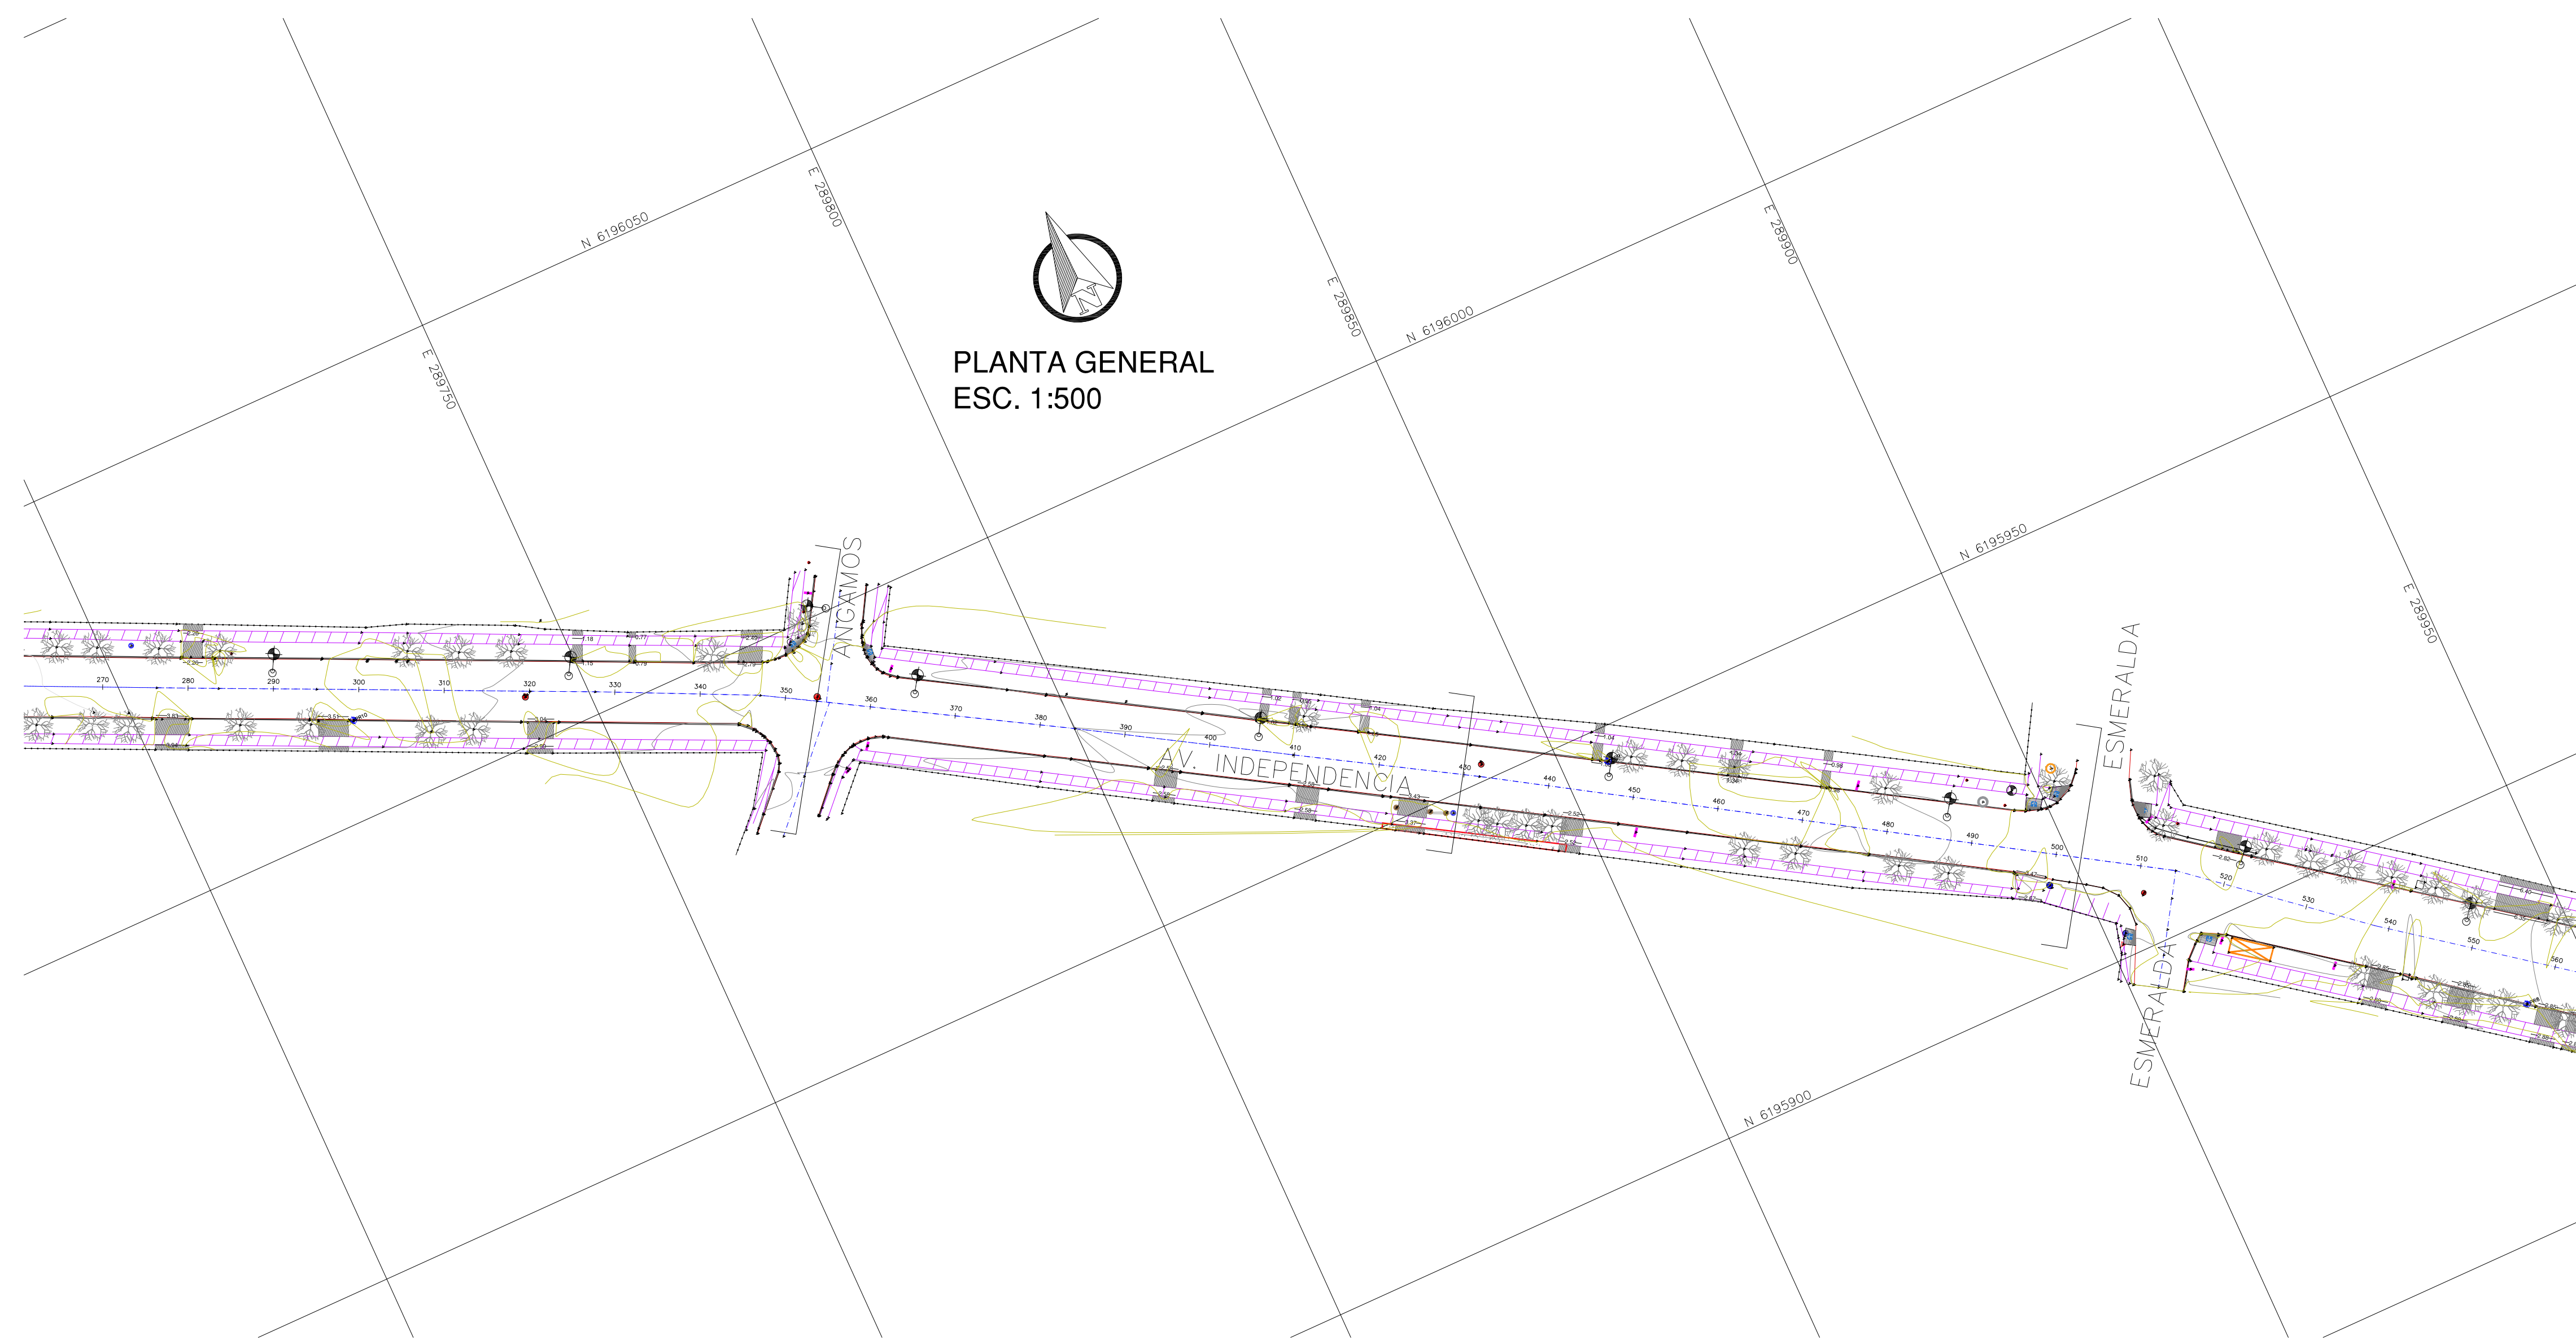 E 289800
N 6196050
E 289900
E 289850
N 6196000
N
PLANTA GENERAL
ESC. 1:500
E 289750
N 6195950
ANGAMOS
ESMERALDA
E 289950
270
280
290
300
310
320
330
340
350
360
370
380
390
400
410
420
430
440
450
460
470
480
490
500
510
520
530
540
550
560
AV. INDEPENDENCIA
ESMERALDA
N 6195900